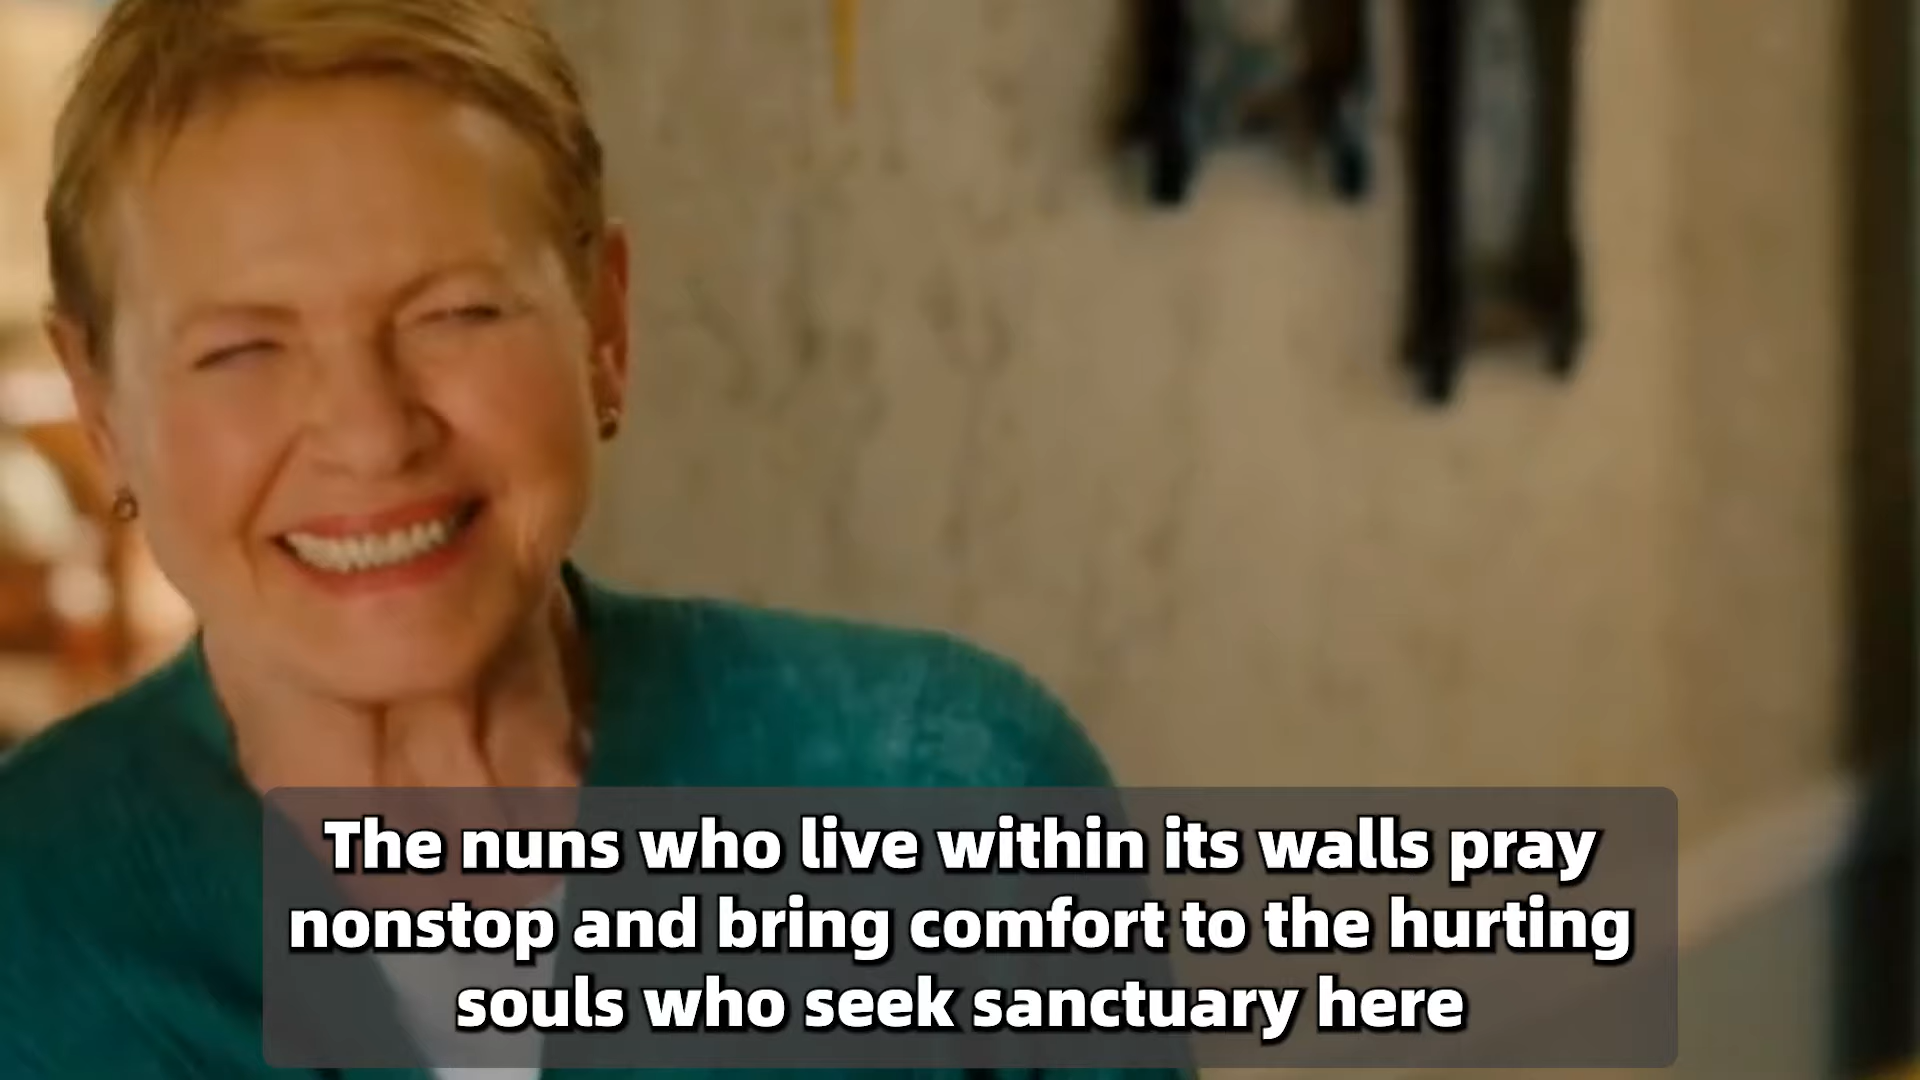 The nuns who live within its walls pray
nonstop and bring comfort to the hurting
souls who seek sanctuary here